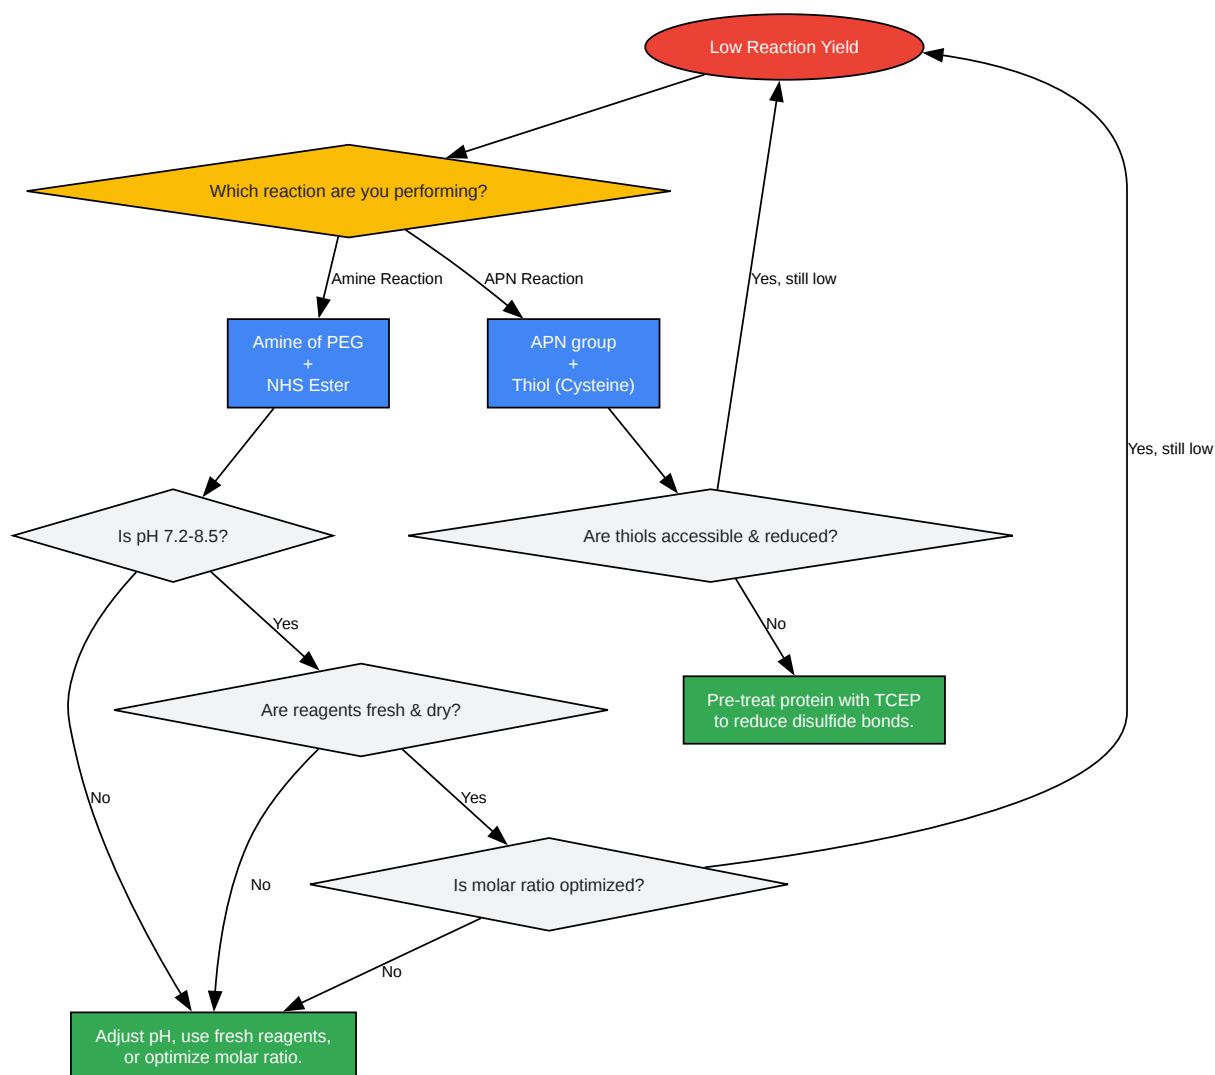 Low Reaction Yield
Which reaction are you performing?
Amine Reaction
APN Reaction
Yes, still low
Amine of PEG
+
NHS Ester
APN group
+
Thiol (Cysteine)
Yes, still low
Is pH 7.2-8.5?
Are thiols accessible & reduced?
Yes
No
Are reagents fresh & dry?
Pre-treat protein with TCEP
to reduce disulfide bonds.
No
Yes
No
Is molar ratio optimized?
No
Adjust pH, use fresh reagents,
or optimize molar ratio.